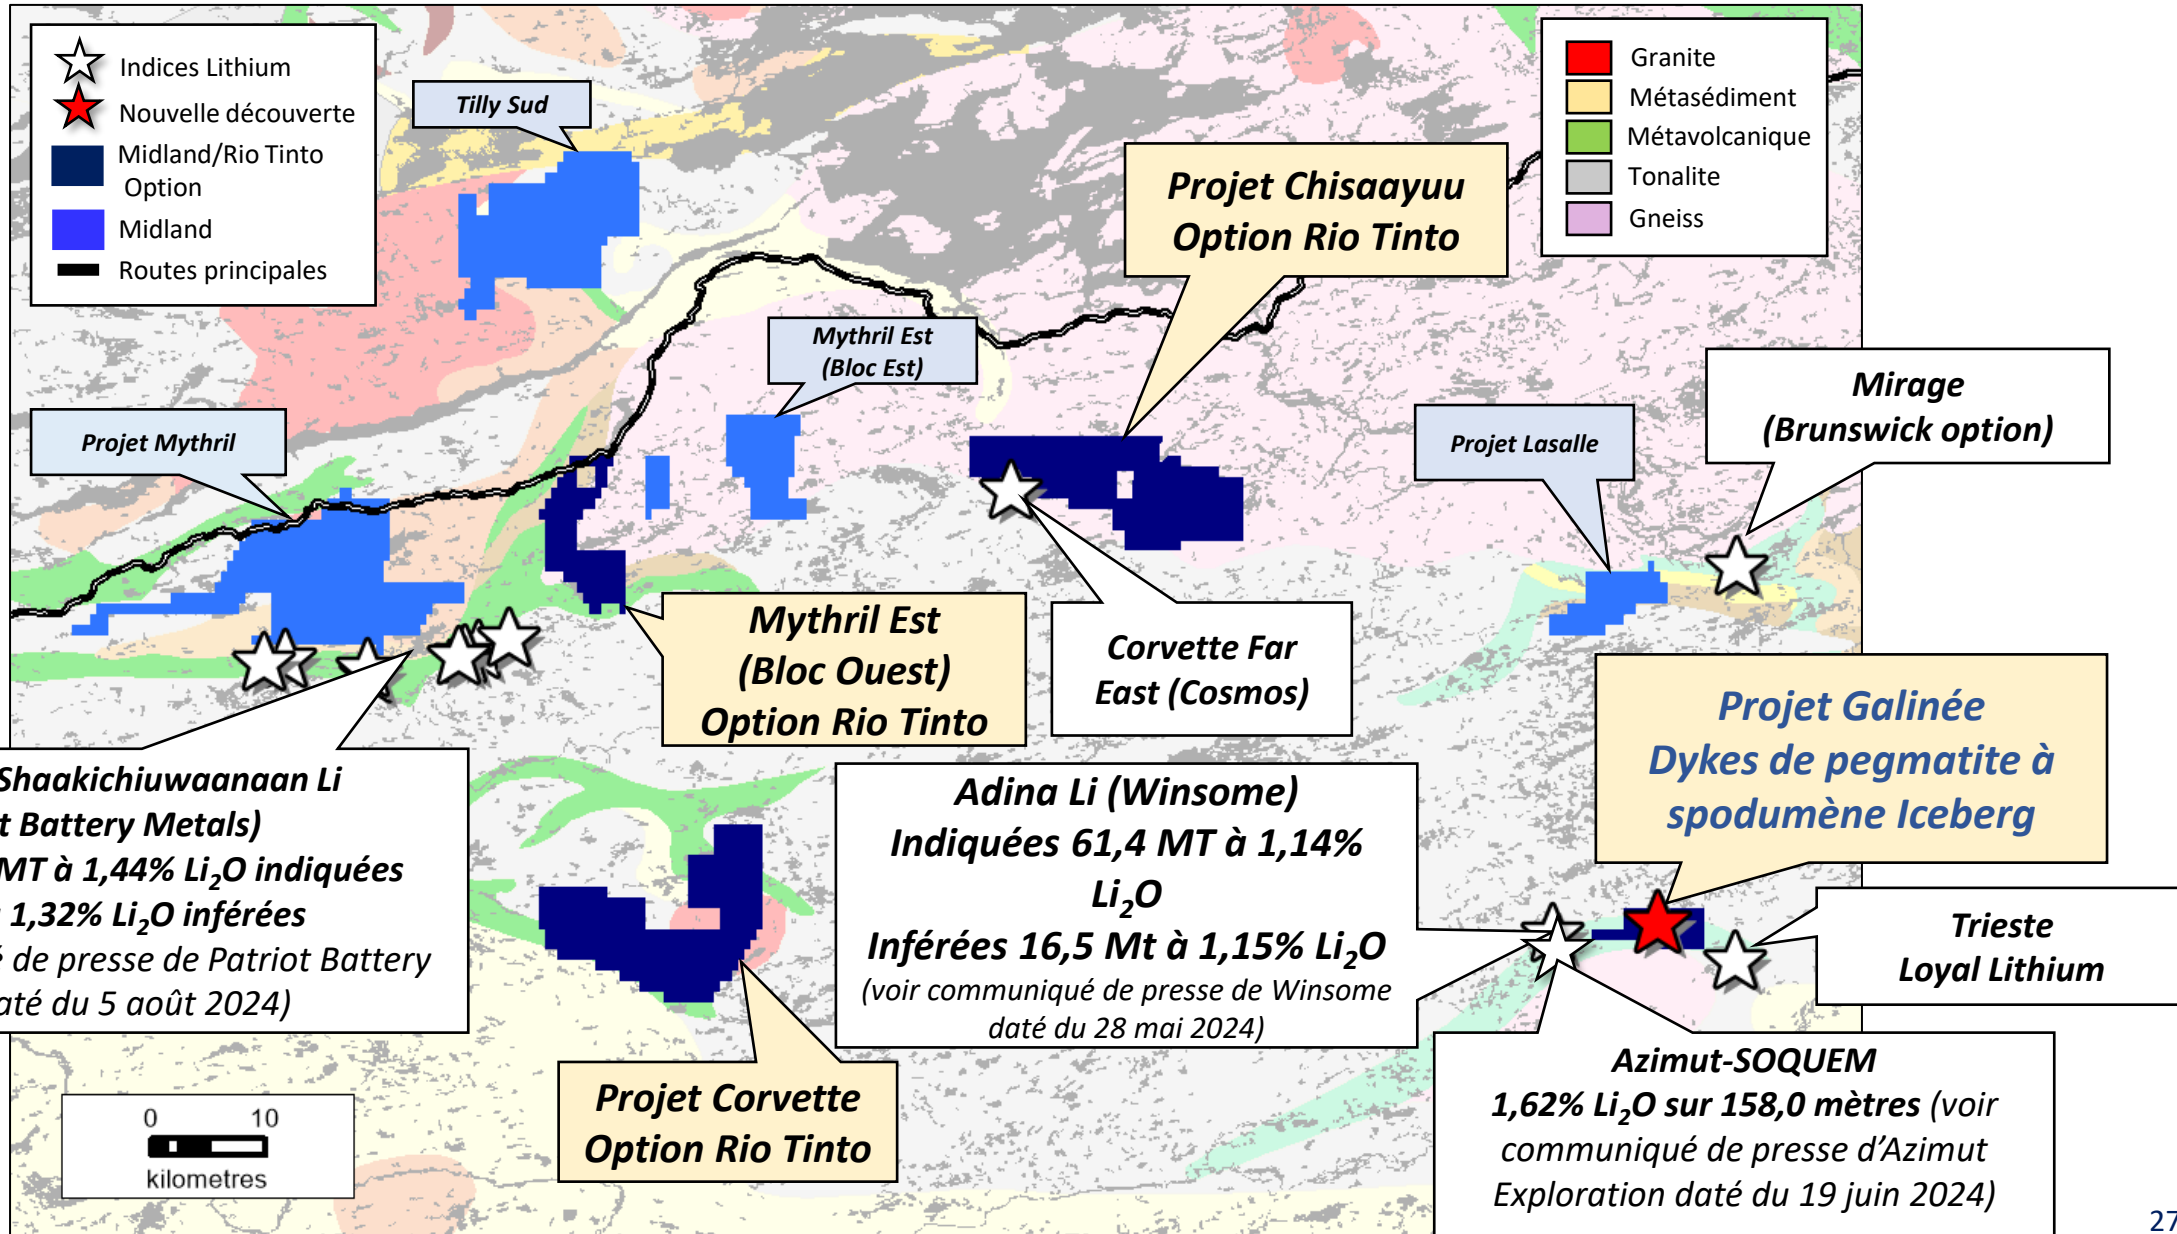 Indices Lithium
Nouvelle découverte
Midland/Rio Tinto
Option
Midland
Routes principales
Tilly Sud
Granite
Métasédiment
Métavolcanique
Tonalite
Gneiss
Projet Chisaayuu
Option Rio Tinto
Mythril Est
(Bloc Est)
Projet Mythril
Projet Lasalle
Mirage
(Brunswick option)
Mythril Est
(Bloc Ouest)
Option Rio Tinto
Corvette Far
East (Cosmos)
Projet Galinée
Dykes de pegmatite à
spodumène Iceberg
Shaakichiuwaanaan Li
t Battery Metals)
MT à 1,44% Li₂O indiquées
1,32% Li₂O inférées
é de presse de Patriot Battery
até du 5 août 2024)
Adina Li (Winsome)
Indiquées 61,4 MT à 1,14%
Li₂O
Inférées 16,5 Mt à 1,15% Li₂O
(voir communiqué de presse de Winsome
daté du 28 mai 2024)
Trieste
Loyal Lithium
Projet Corvette
Option Rio Tinto
Azimut-SOQUEM
1,62% Li₂O sur 158,0 mètres (voir
communiqué de presse d'Azimut
Exploration daté du 19 juin 2024)
0 10
kilometres
27